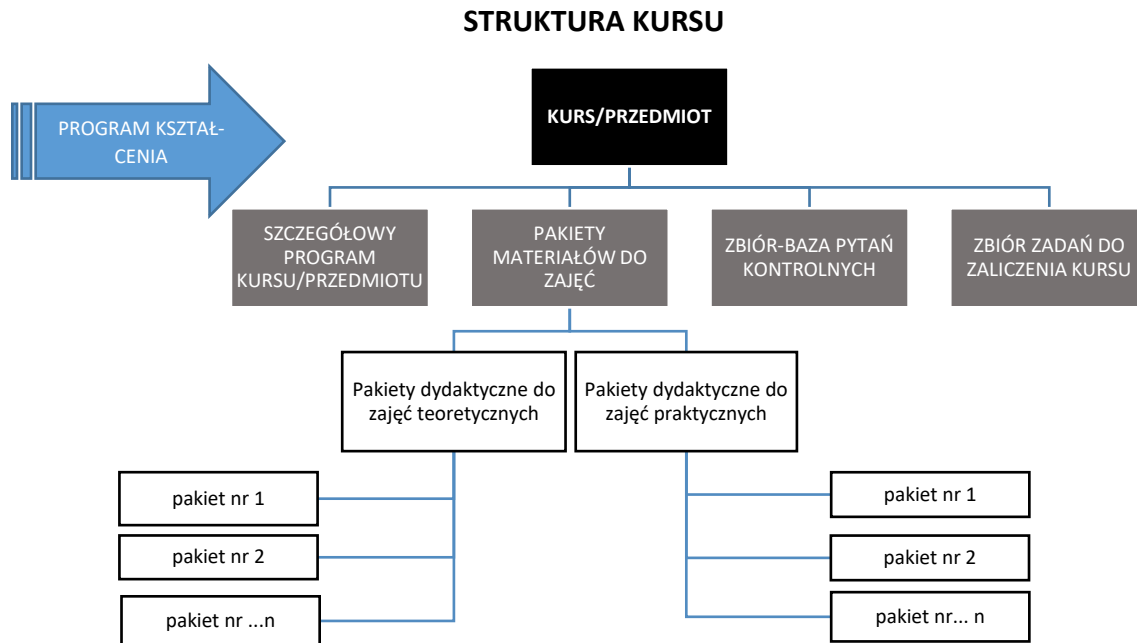 STRUKTURA KURSU
PROGRAM KSZTAŁ-
CENIA
KURS/PRZEDMIOT
SZCZEGÓŁOWY
PROGRAM
KURSU/PRZEDMIOTU
PAKIETY
MATERIAŁÓW DO
ZAJĘĆ
ZBIÓR-BAZA PYTAŃ
KONTROLNYCH
ZBIÓR ZADAŃ DO
ZALICZENIA KURSU
Pakiety dydaktyczne do
zajęć teoretycznych
Pakiety dydaktyczne do
zajęć praktycznych
pakiet nr 1
pakiet nr 2
pakiet nr ...n
pakiet nr 1
pakiet nr 2
pakiet nr... n